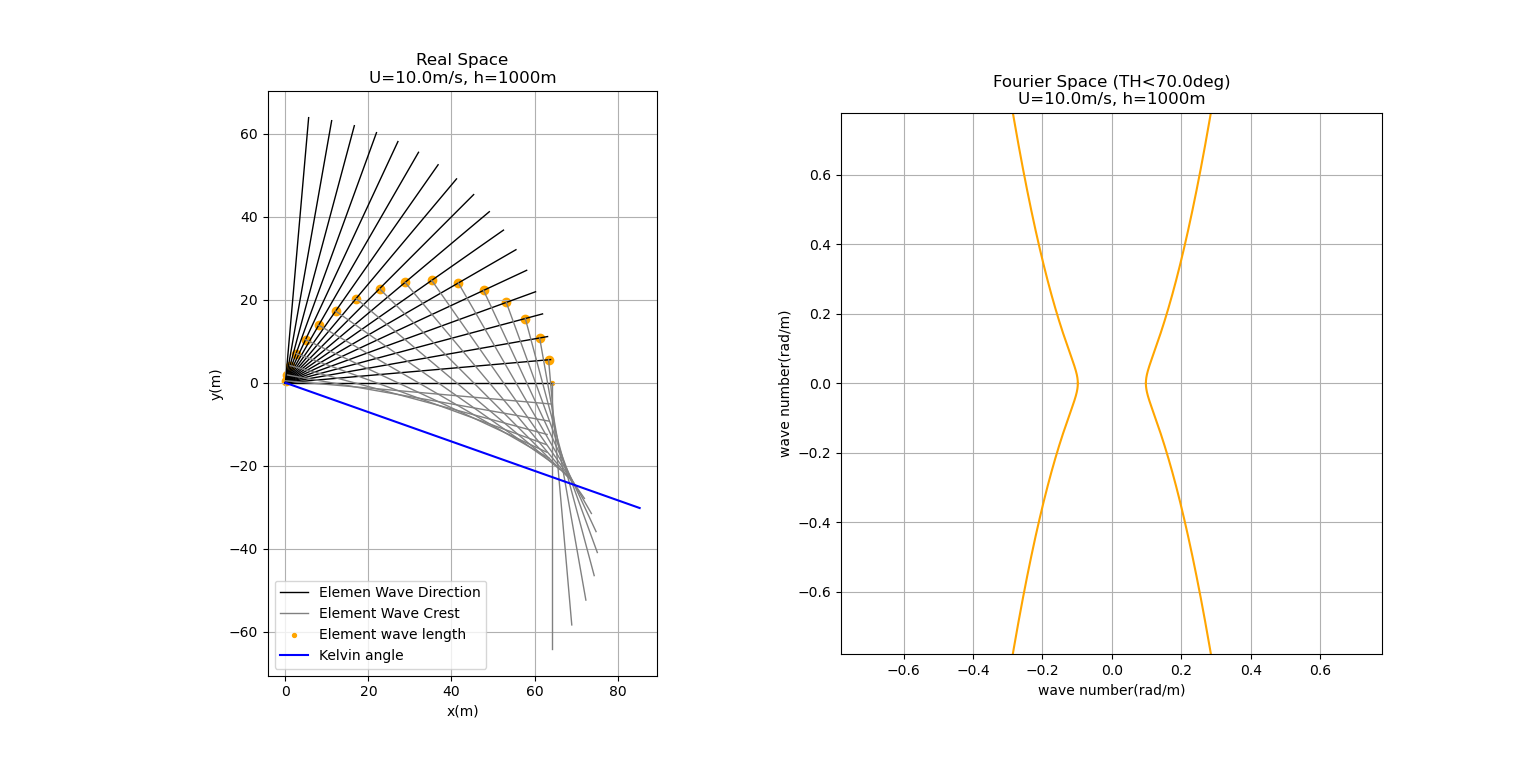 Real Space
U=10.0m/s, h=1000m
60
40
20
0
−20
−40
−60
y(m)
Elemen Wave Direction
Element Wave Crest
Element wave length
Kelvin angle
0
20
40
60
80
x(m)
Fourier Space (TH<70.0deg)
U=10.0m/s, h=1000m
0.6
0.4
0.2
0.0
−0.2
−0.4
−0.6
wave number(rad/m)
−0.6
−0.4
−0.2
0.0
0.2
0.4
0.6
wave number(rad/m)